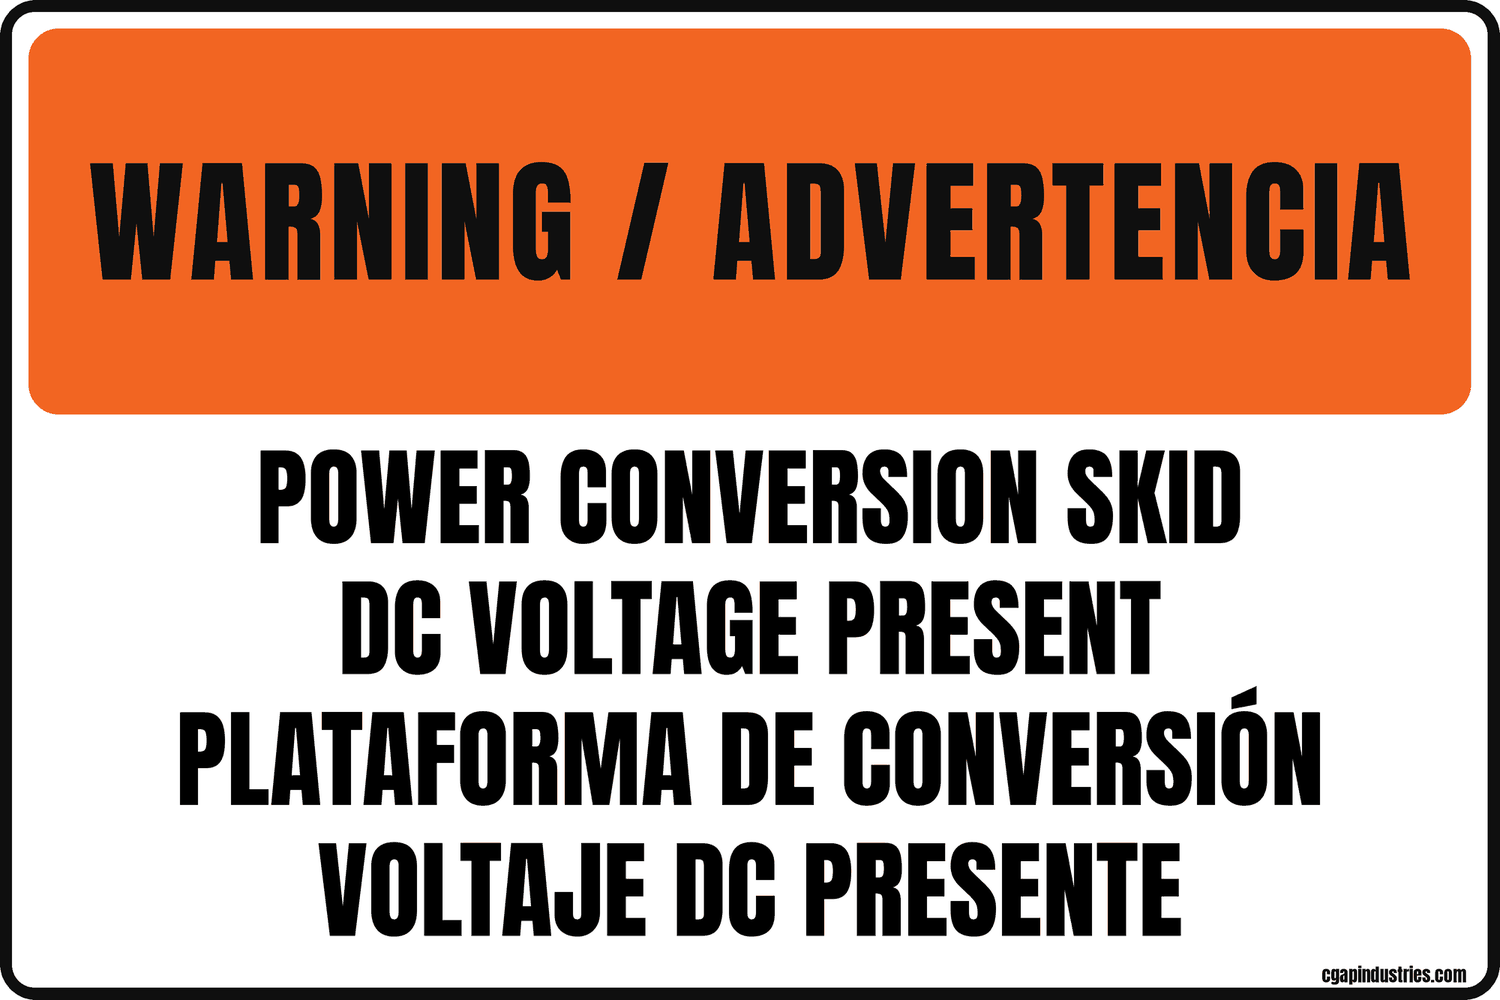 WARNING / ADVERTENCIA
POWER CONVERSION SKID
DC VOLTAGE PRESENT
PLATAFORMA DE CONVERSIÓN
VOLTAJE DC PRESENTE
cgapindustries.com